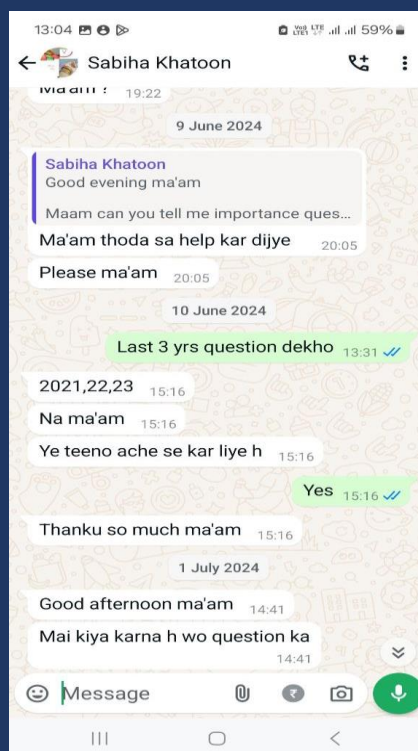 13:04 59%
Sabiha Khatoon
Ma'am ? 19:22
9 June 2024
Sabiha Khatoon
Good evening ma'am
Maam can you tell me importance ques...
Ma'am thoda sa help kar dijye 20:05
Please ma'am 20:05
10 June 2024
Last 3 yrs question dekho 13:31
2021,22,23 15:16
Na ma'am 15:16
Ye teeno ache se kar liye h 15:16
Yes 15:16
Thanku so much ma'am 15:16
1 July 2024
Good afternoon ma'am 14:41
Mai kiya karna h wo question ka
14:41
Message